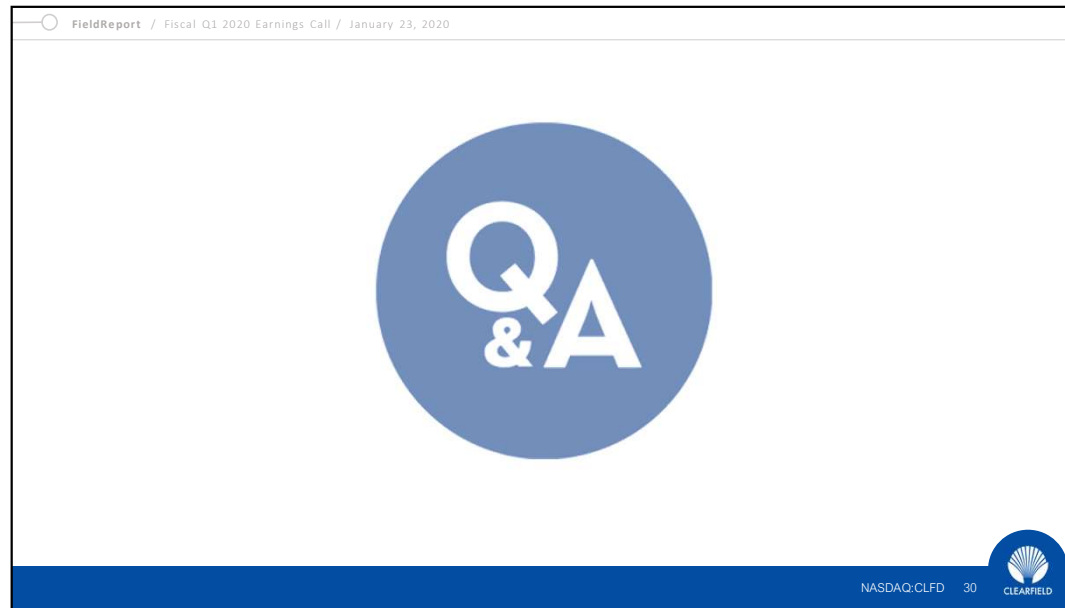 FieldReport / Fiscal Q1 2020 Earnings Call / January 23, 2020
Q
&A
NASDAQ:CLFD 30
CLEARFIELD